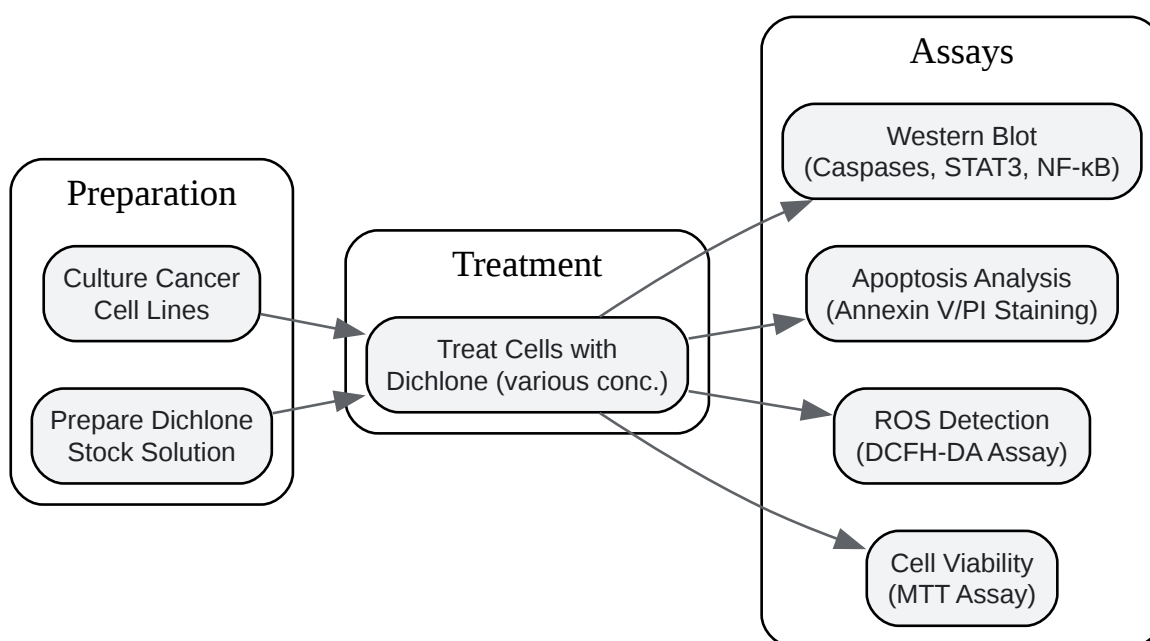 Preparation
Culture Cancer
Cell Lines
Prepare Dichlone
Stock Solution
Treatment
Treat Cells with
Dichlone (various conc.)
Assays
Western Blot
(Caspases, STAT3, NF-κB)
Apoptosis Analysis
(Annexin V/PI Staining)
ROS Detection
(DCFH-DA Assay)
Cell Viability
(MTT Assay)